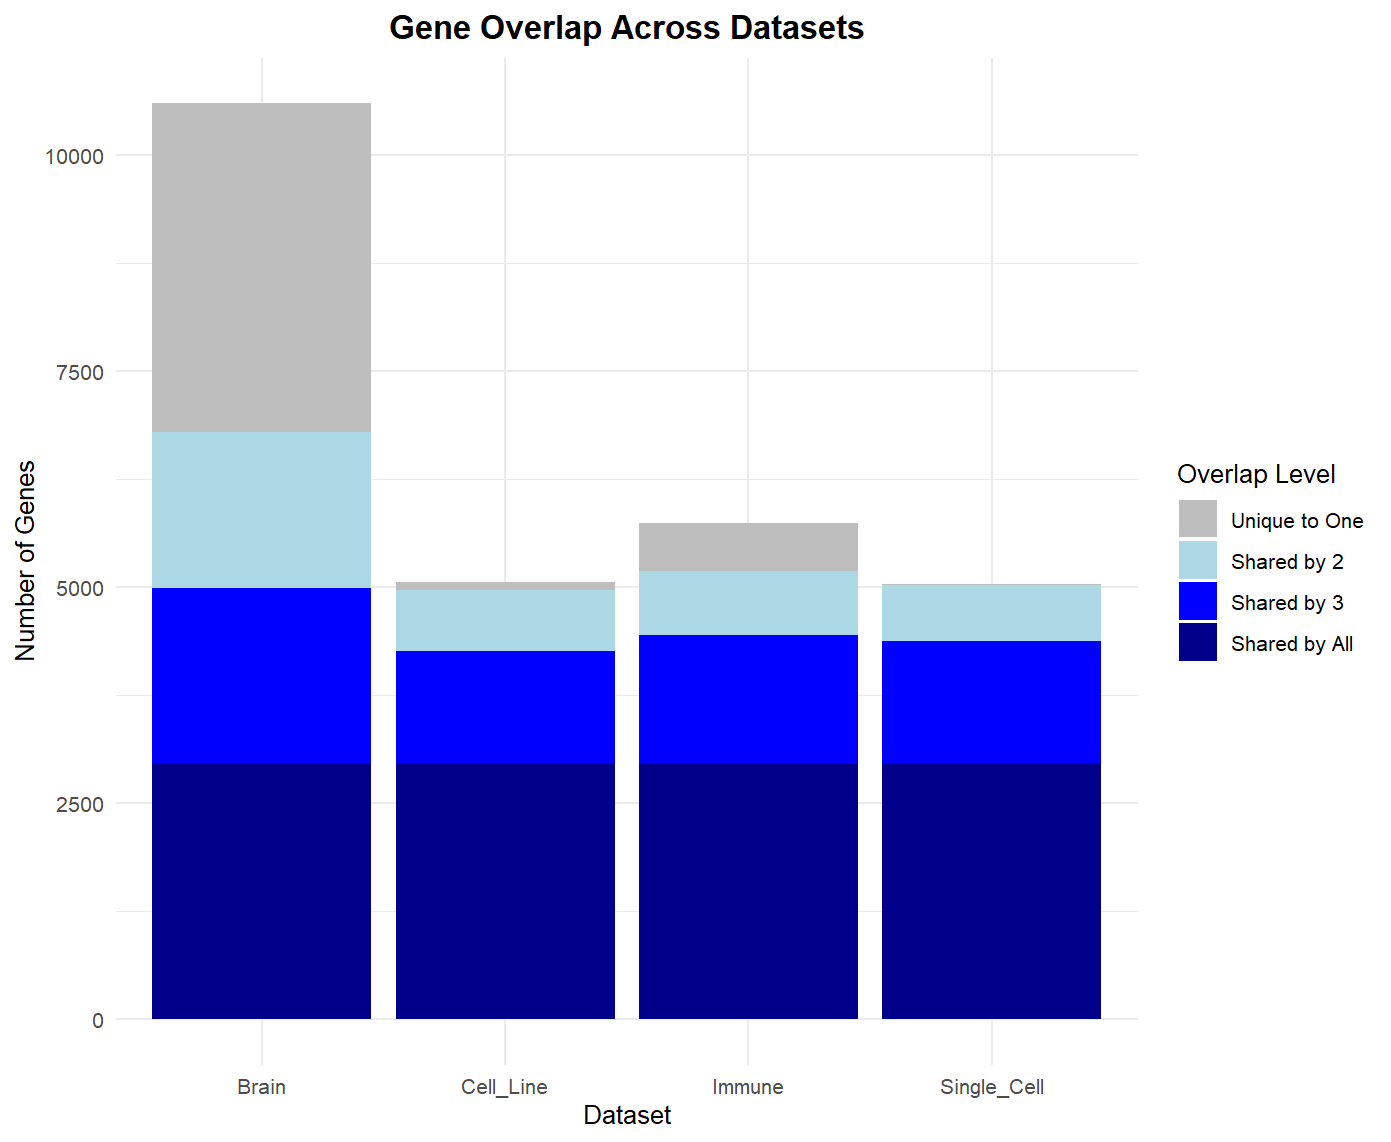 Gene Overlap Across Datasets
Number of Genes
10000
7500
5000
2500
0
Brain
Cell_Line
Immune
Single_Cell
Dataset
Overlap Level
Unique to One
Shared by 2
Shared by 3
Shared by All